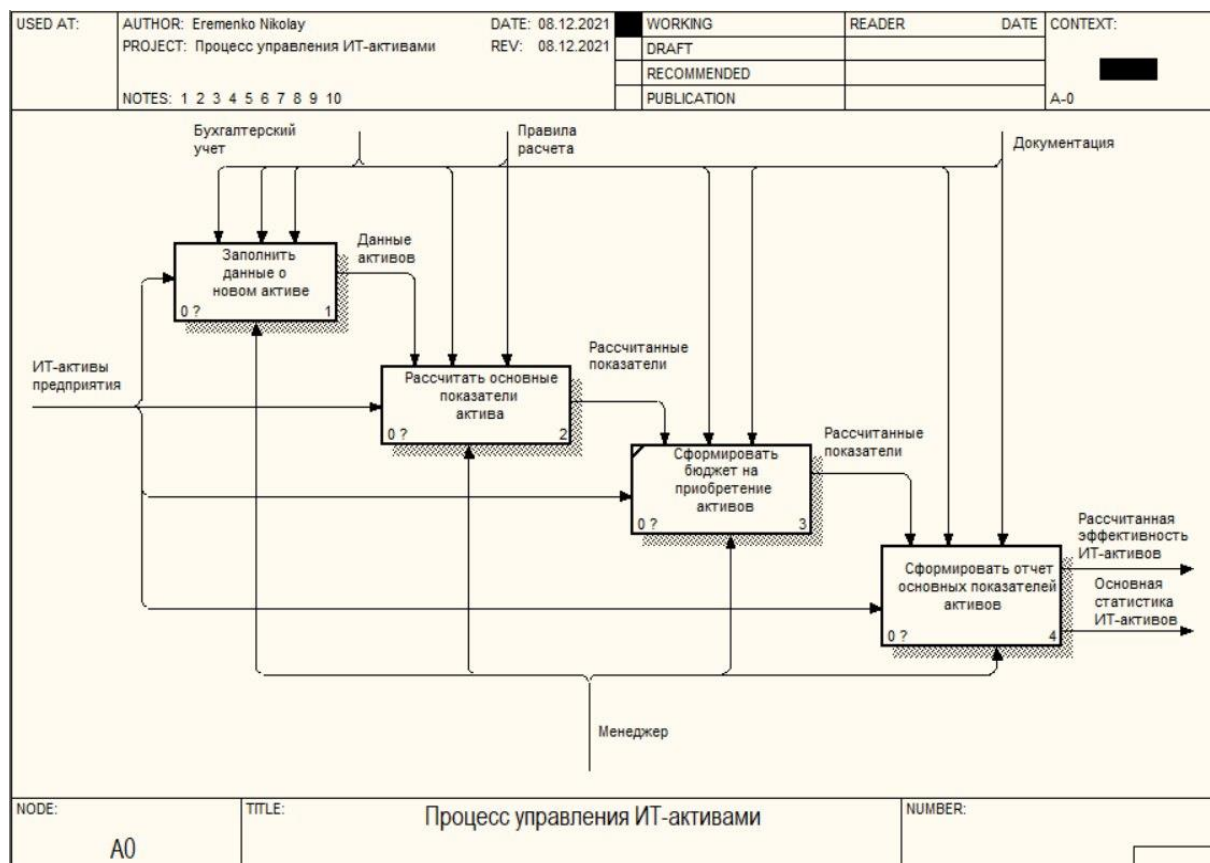 USED AT:
AUTHOR: Eremenko Nikolay
DATE: 08.12.2021
PROJECT: Процесс управления ИТ-активами
REV: 08.12.2021
NOTES: 1 2 3 4 5 6 7 8 9 10
WORKING
DRAFT
RECOMMENDED
PUBLICATION
READER
DATE
CONTEXT:
A-0
Бухгалтерский
учет
Правила
расчета
Документация
Заполнить
данные о
новом активе
0 ?
1
Данные
активов
ИТ-активы
предприятия
Рассчитать основные
показатели
актива
0 ?
2
Рассчитанные
показатели
Сформировать
бюджет на
приобретение
активов
0 ?
3
Рассчитанные
показатели
Сформировать отчет
основных показателей
активов
0 ?
4
Рассчитанная
эффективность
ИТ-активов
Основная
статистика
ИТ-активов
Менеджер
NODE:
A0
TITLE:
Процесс управления ИТ-активами
NUMBER: